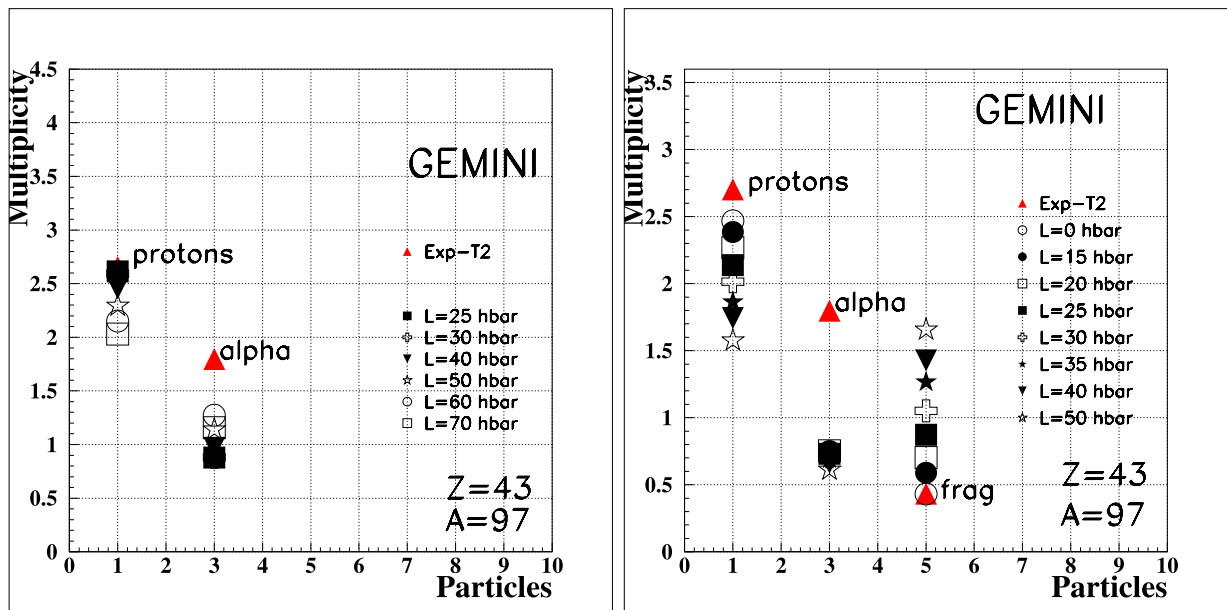 Multiplicity
4.5
4
3.5
3
2.5
2
1.5
1
0.5
0
0 1 2 3 4 5 6 7 8 9 10
Particles
GEMINI
protons
alpha
Exp-T2
L=25 hbar
L=30 hbar
L=40 hbar
L=50 hbar
L=60 hbar
L=70 hbar
Z=43
A=97
Multiplicity
3.5
3
2.5
2
1.5
1
0.5
0
0 1 2 3 4 5 6 7 8 9 10
Particles
GEMINI
protons
alpha
frag
Exp-T2
L=0 hbar
L=15 hbar
L=20 hbar
L=25 hbar
L=30 hbar
L=35 hbar
L=40 hbar
L=50 hbar
Z=43
A=97